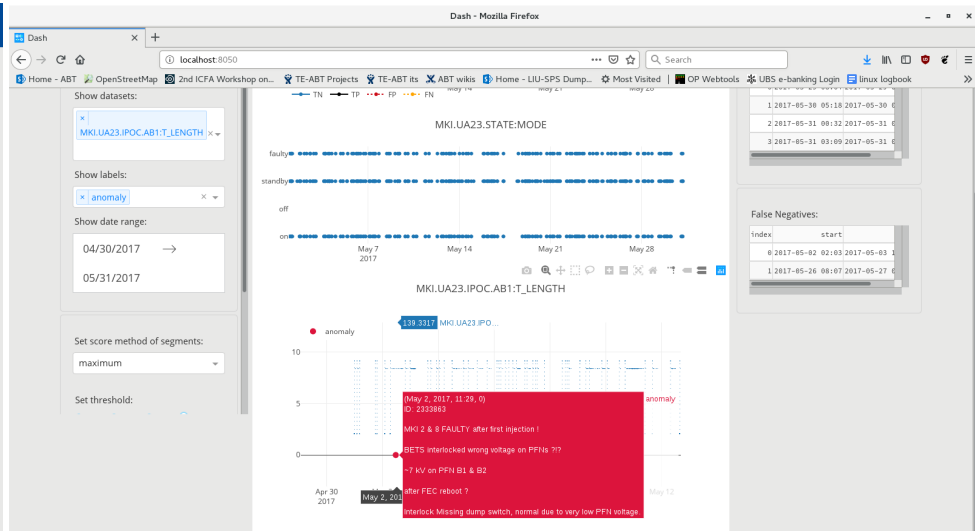 Dash - Mozilla Firefox
Dash × +
localhost:8050
Search
Home - ABT OpenStreetMap 2nd ICFA Workshop on... TE-ABT Projects TE-ABT its ABT wikis Home - LIU-SPS Dump... Most Visited OP Webtools UBS e-banking Login linux logbook »
Show datasets:
×
MKI.UA23.IPOC.AB1:T_LENGTH ×
Show labels:
× anomaly ×
Show date range:
04/30/2017 →
05/31/2017
Set score method of segments:
maximum
Set threshold:
TN TP FP FN
May 14 May 21 May 28
MKI.UA23.STATE:MODE
faulty
standby
off
on
May 7 May 14 May 21 May 28
2017
MKI.UA23.IPOC.AB1:T_LENGTH
139.3317 MKI.UA23.IPO...
anomaly
10
5
0
anomaly
(May 2, 2017, 11:29, 0)
ID: 2333863
MKI 2 & 8 FAULTY after first injection !
BETS interlocked wrong voltage on PFNs ?!?
~7 kV on PFN B1 & B2
after FEC reboot ?
Interlock Missing dump switch, normal due to very low PFN voltage.
Apr 30
2017
May 2, 201
May 12
1 2017-05-30 05:18 2017-05-30 0
2 2017-05-31 00:32 2017-05-31 0
3 2017-05-31 03:09 2017-05-31
False Negatives:
index start
0 2017-05-02 02:03 2017-05-03 1
1 2017-05-26 08:07 2017-05-27